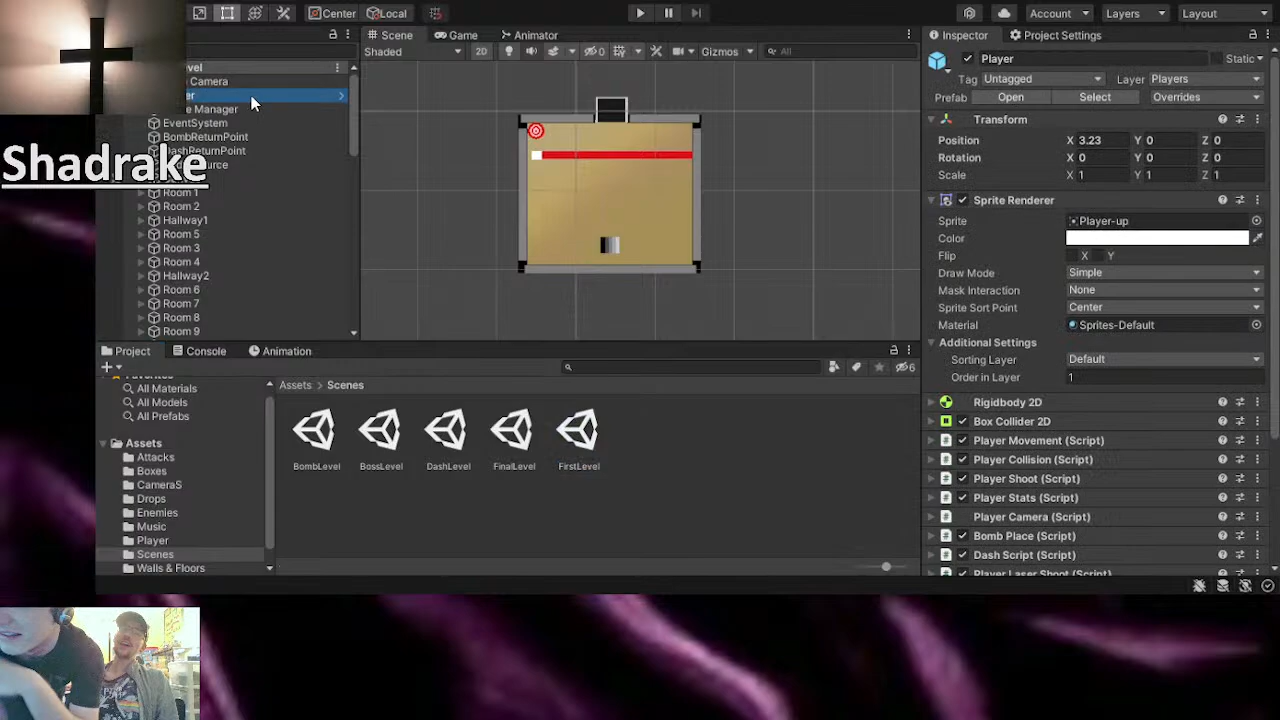 Center Local Account Layers Layout
Scene Game Animator Inspector Project Settings
Shaded 2D 0 Gizmos All
Player Static
Tag Untagged Layer Players
Prefab Open Select Overrides
Transform
Position X 3.23 Y 0 Z 0
Rotation X 0 Y 0 Z 0
Scale X 1 Y 1 Z 1
Sprite Renderer
Sprite Player-up
Color
Flip X Y
Draw Mode Simple
Mask Interaction None
Sprite Sort Point Center
Material Sprites-Default
Additional Settings
Sorting Layer Default
Order in Layer 1
Rigidbody 2D
Box Collider 2D
Player Movement (Script)
Player Collision (Script)
Player Shoot (Script)
Player Stats (Script)
Player Camera (Script)
Bomb Place (Script)
Dash Script (Script)
Player Laser Shoot (Script)
Camera
Manager
EventSystem
BombReturnPoint
DashReturnPoint
Shadrake
Room 1
Room 2
Hallway1
Room 5
Room 3
Room 4
Hallway2
Room 6
Room 7
Room 8
Room 9
Project Console Animation
6
Favorites
All Materials
All Models
All Prefabs
Assets
Attacks
Boxes
CameraS
Drops
Enemies
Music
Player
Scenes
Walls & Floors
Assets > Scenes
BombLevel BossLevel DashLevel FinalLevel FirstLevel